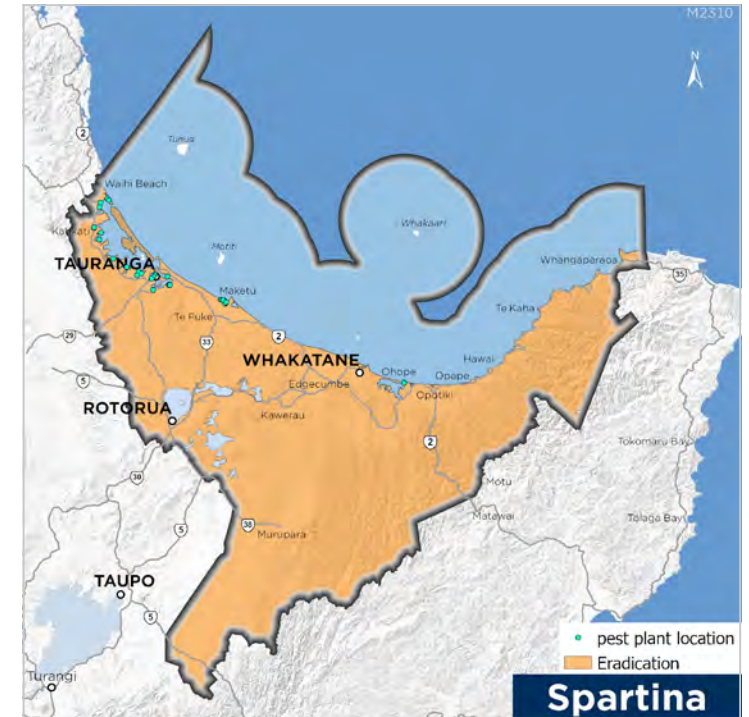 M2310
N
Tuhua
2
Waihi Beach
Katikati
Whakaari
Motiti
Whangaparaoa
TAURANGA
35
Maketu
Te Kaha
Te Puke
2
29
33
Hawai
WHAKATANE
Ohope
Opape
5
Edgecumbe
Opotiki
ROTORUA
Kawerau
2
Tokomaru Bay
30
Motu
38
Matawai
Tolaga Bay
5
Murupara
TAUPO
5
pest plant location
Eradication
Turangi
Spartina